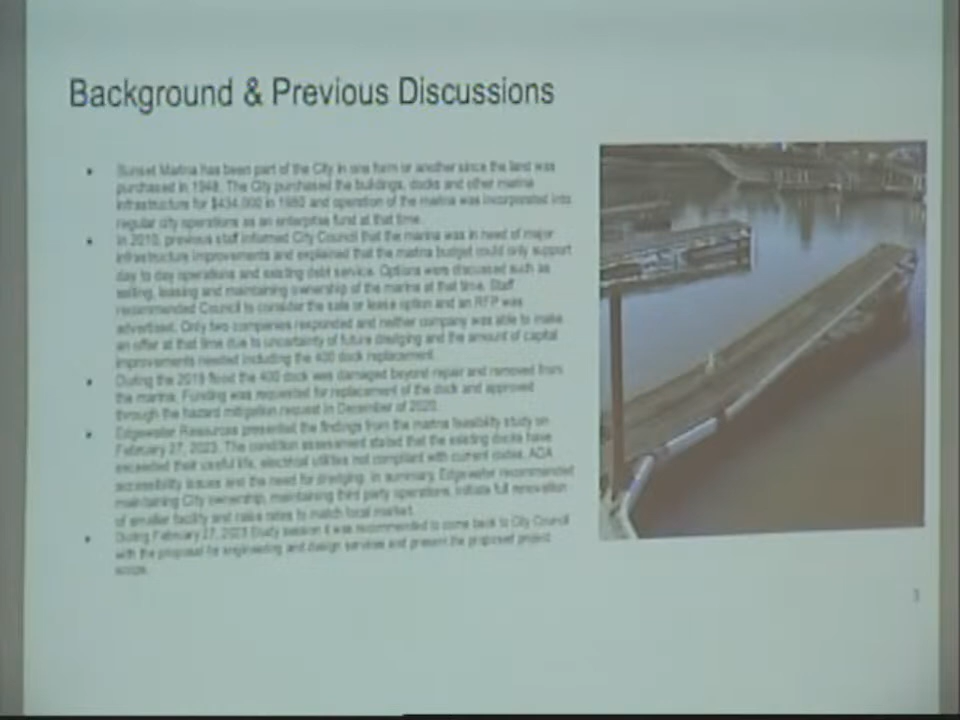 Background & Previous Discussions
• Sunset Marina has been part of the City in one form or another since the land was
purchased in 1948. The City purchased the buildings, docks and other marina
infrastructure for $434,000 in and operation of the marina was incorporated into
regular city operations as an enterprise fund at that time.
• In previous staff informed City Council that the marina was in need of major
infrastructure improvements and explained that the marina budget could only support
day to day operations and existing debt service. Options were discussed such as
selling, leasing and maintaining ownership of the marina at that time. Staff
recommended Council to consider the sale or lease option and an RFP was
advertised. Only two companies responded and neither company was able to make
an offer at that time due to uncertainty of future dredging and the amount of capital
improvements needed including the 400 dock replacement.
• During the 2019 flood the 400 dock was damaged beyond repair and removed from
the marina. Funding was requested for replacement of the dock and approved
through the hazard mitigation request in December of 2020.
• Edgewater Resources presented the findings from the marina feasibility study on
February 27, 2023. The condition assessment stated that the existing docks have
exceeded their useful life, electrical utilities not compliant with current codes, ADA
accessibility issues and the need for dredging. In summary, Edgewater recommended
maintaining City ownership, maintaining third party operations, initiate full renovation
of smaller facility and raise rates to match local market.
• During February 27, 2023 Study session it was recommended to come back to City Council
with the proposal for engineering and design services and present the proposed project
scope.
3